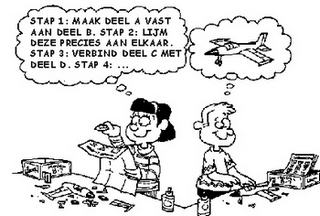 STAP 1: MAAK DEEL A VAST
AAN DEEL B. STAP 2: LIJM
DEZE PRECIES AAN ELKAAR.
STAP 3: VERBIND DEEL C MET
DEEL D. STAP 4: ...